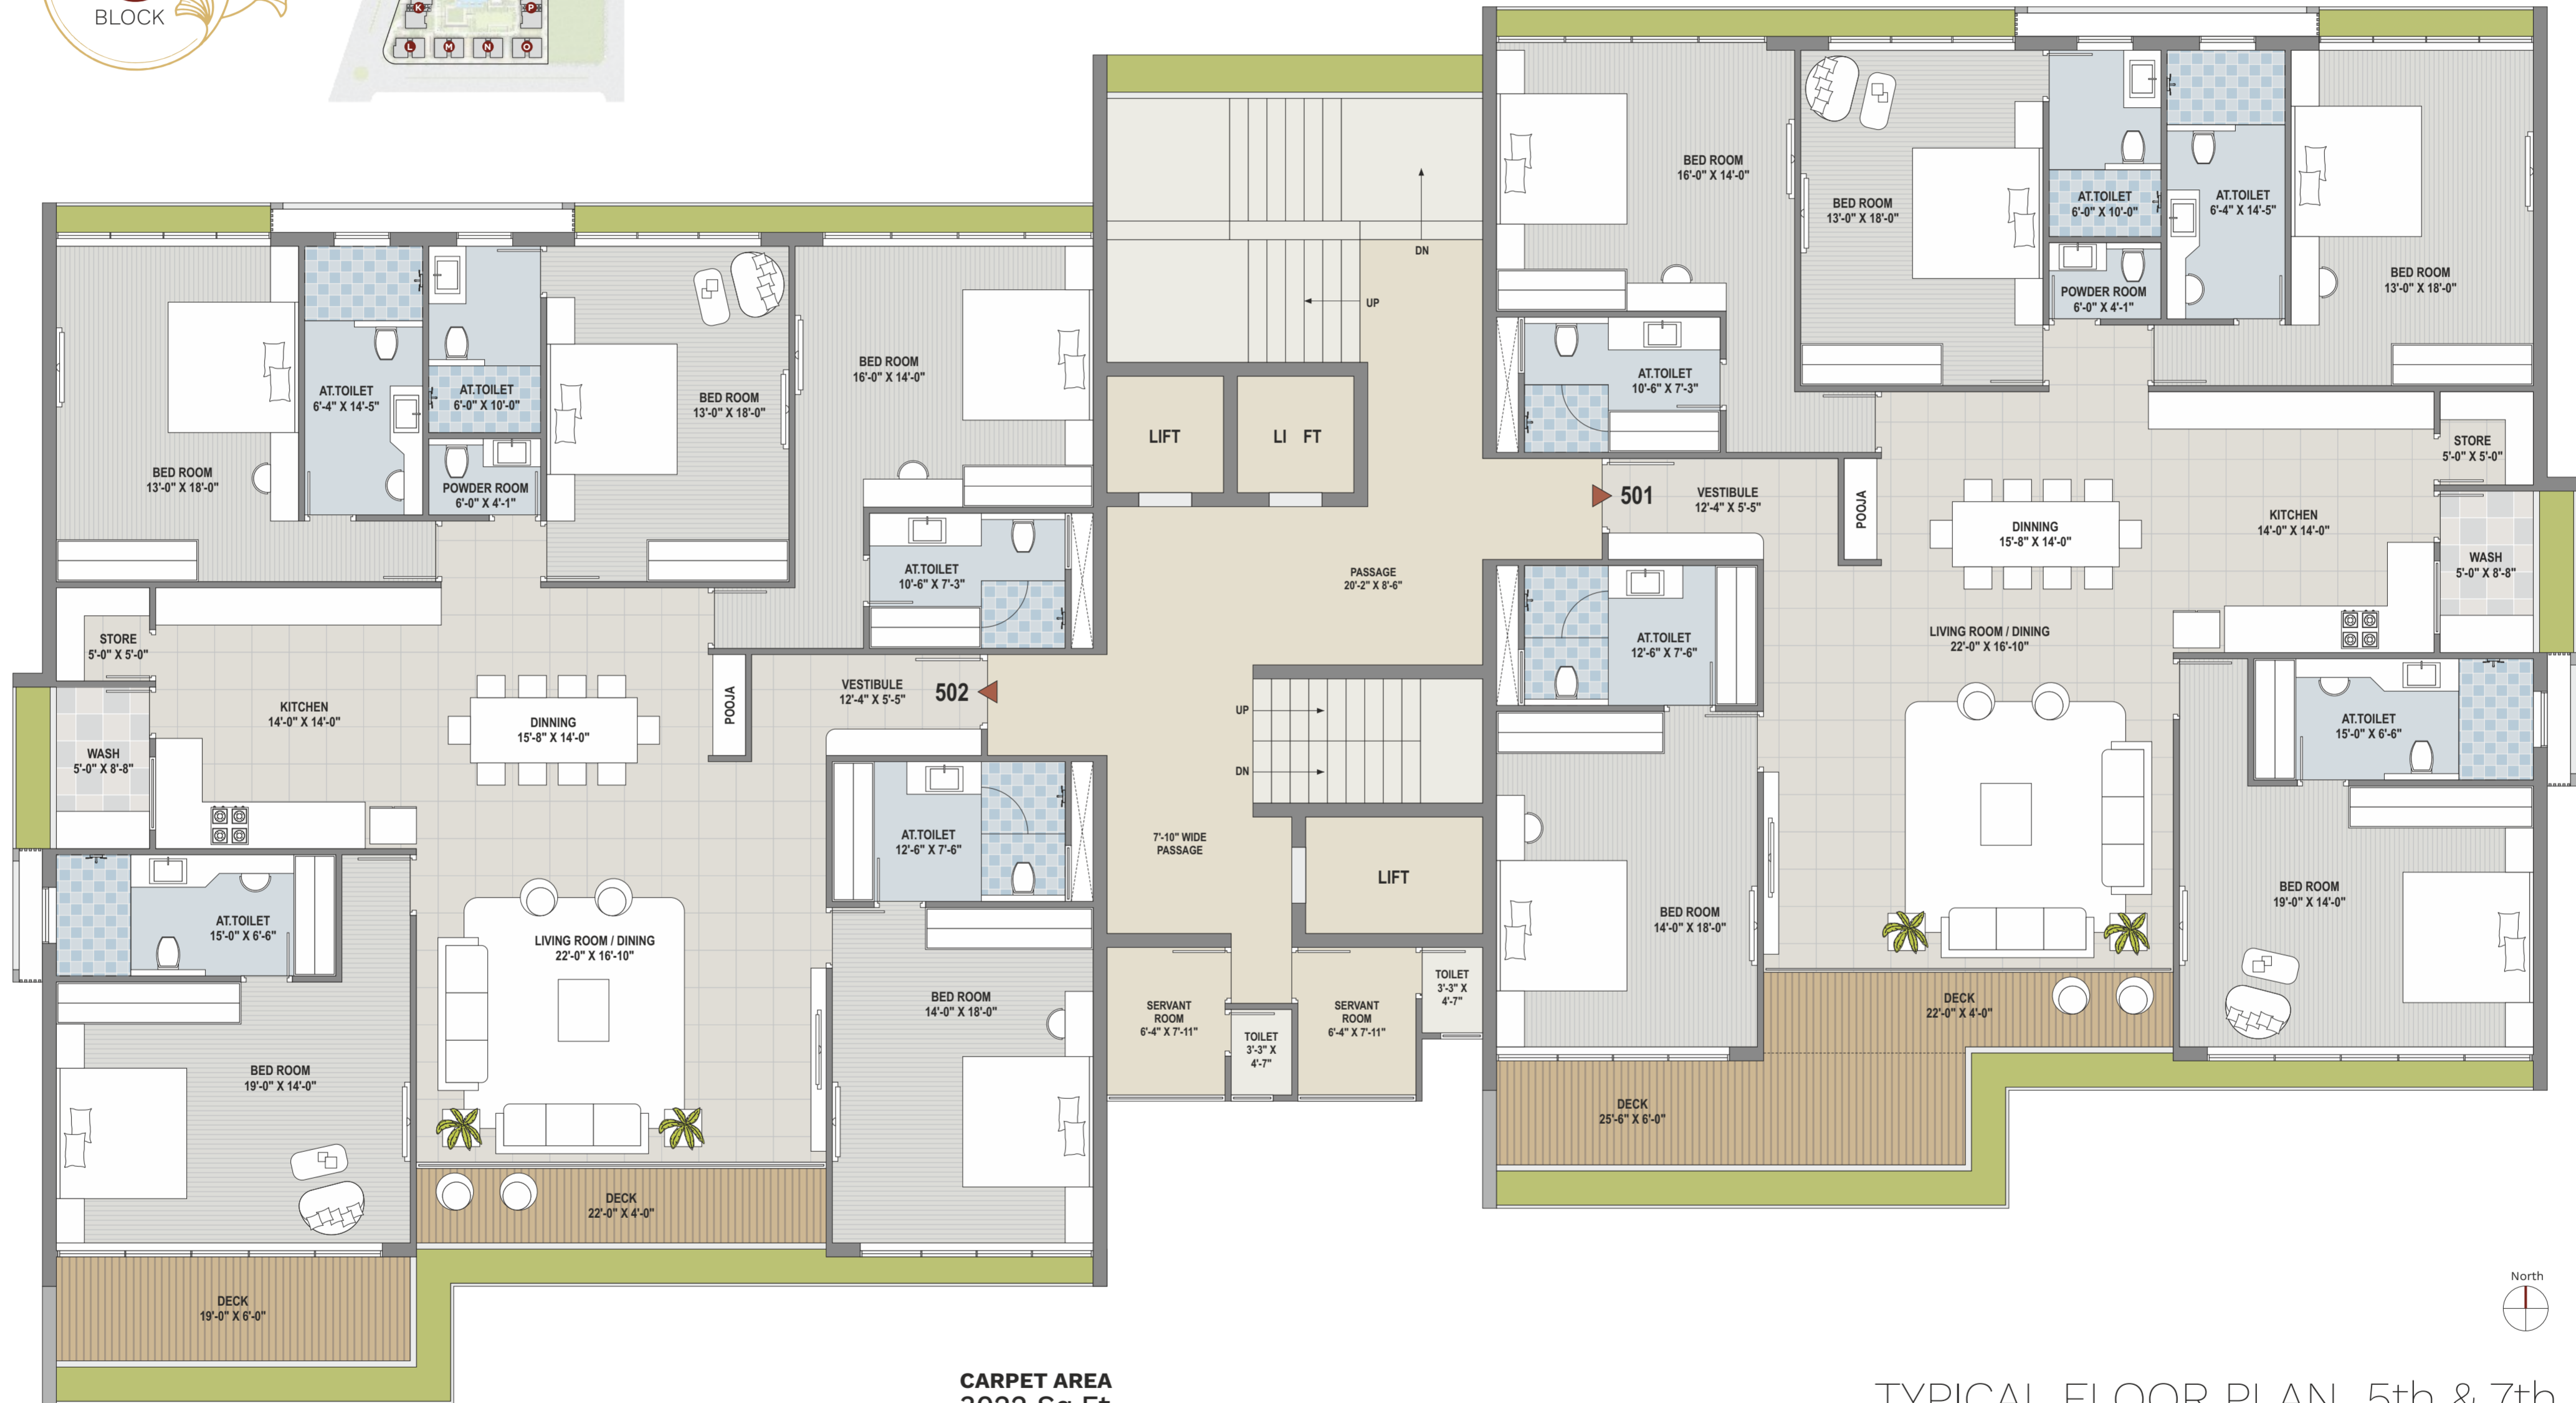 BLOCK
K
P
L
M
N
O
BED ROOM
16'-0" X 14'-0"
BED ROOM
13'-0" X 18'-0"
AT.TOILET
6'-0" X 10'-0"
AT.TOILET
6'-4" X 14'-5"
POWDER ROOM
6'-0" X 4'-1"
BED ROOM
13'-0" X 18'-0"
AT.TOILET
10'-6" X 7'-3"
DN
UP
LIFT
LI FT
BED ROOM
13'-0" X 18'-0"
AT.TOILET
6'-4" X 14'-5"
AT.TOILET
6'-0" X 10'-0"
POWDER ROOM
6'-0" X 4'-1"
BED ROOM
13'-0" X 18'-0"
BED ROOM
16'-0" X 14'-0"
AT.TOILET
10'-6" X 7'-3"
501
VESTIBULE
12'-4" X 5'-5"
POOJA
DINNING
15'-8" X 14'-0"
KITCHEN
14'-0" X 14'-0"
STORE
5'-0" X 5'-0"
WASH
5'-0" X 8'-8"
PASSAGE
20'-2" X 8'-6"
AT.TOILET
12'-6" X 7'-6"
LIVING ROOM / DINING
22'-0" X 16'-10"
AT.TOILET
15'-0" X 6'-6"
STORE
5'-0" X 5'-0"
WASH
5'-0" X 8'-8"
KITCHEN
14'-0" X 14'-0"
DINNING
15'-8" X 14'-0"
POOJA
VESTIBULE
12'-4" X 5'-5"
502
UP
DN
7'-10" WIDE
PASSAGE
LIFT
AT.TOILET
12'-6" X 7'-6"
AT.TOILET
15'-0" X 6'-6"
LIVING ROOM / DINING
22'-0" X 16'-10"
BED ROOM
14'-0" X 18'-0"
BED ROOM
19'-0" X 14'-0"
BED ROOM
14'-0" X 18'-0"
BED ROOM
19'-0" X 14'-0"
SERVANT
ROOM
6'-4" X 7'-11"
TOILET
3'-3" X
4'-7"
SERVANT
ROOM
6'-4" X 7'-11"
TOILET
3'-3" X
4'-7"
DECK
22'-0" X 4'-0"
DECK
25'-6" X 6'-0"
DECK
22'-0" X 4'-0"
DECK
19'-0" X 6'-0"
North
CARPET AREA
Sq.Ft
TYPICAL FLOOR PLAN 5th & 7th